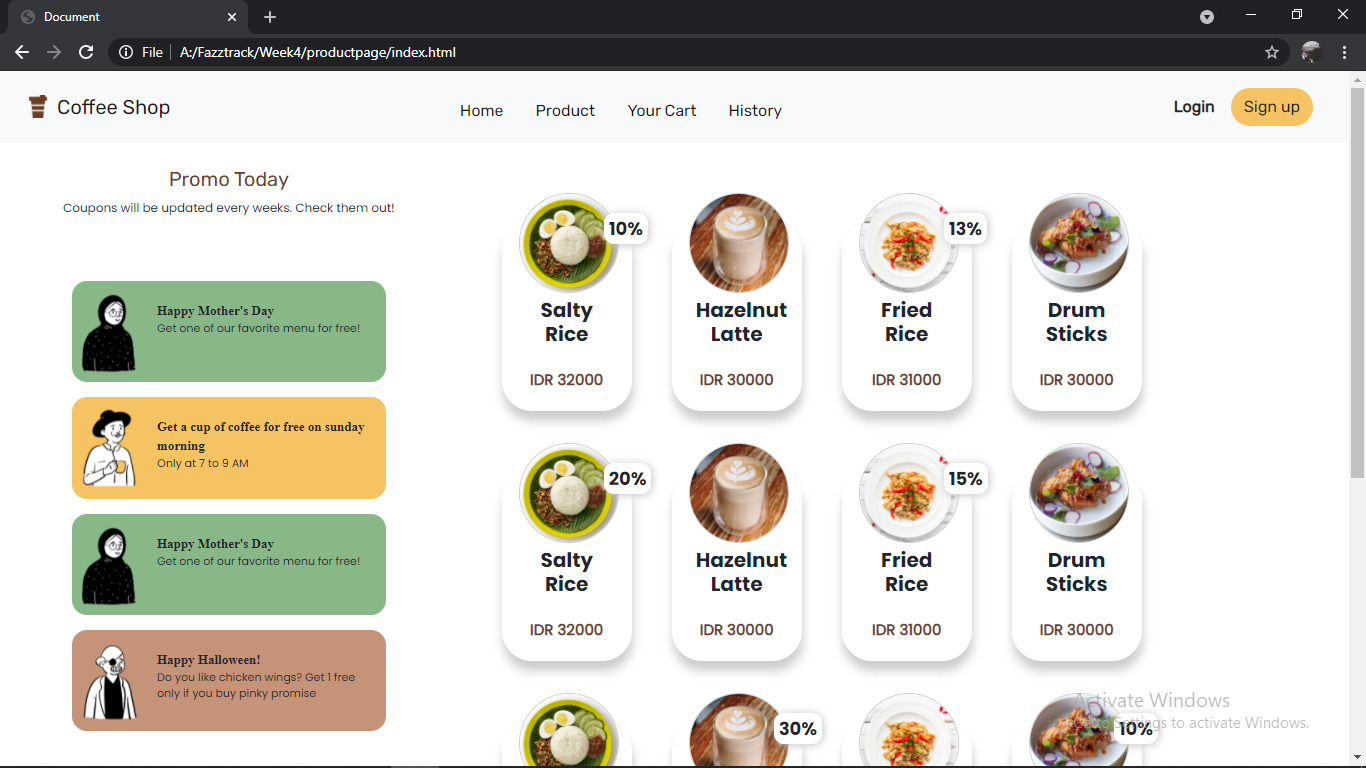 Document
File
A:/Fazztrack/Week4/productpage/index.html
Coffee Shop
Home
Product
Your Cart
History
Login
Sign up
Promo Today
Coupons will be updated every weeks. Check them out!
Happy Mother's Day
Get one of our favorite menu for free!
Get a cup of coffee for free on sunday
morning
Only at 7 to 9 AM
Happy Mother's Day
Get one of our favorite menu for free!
Happy Halloween!
Do you like chicken wings? Get 1 free
only if you buy pinky promise
10%
Salty
Rice
IDR 32000
Hazelnut
Latte
IDR 30000
13%
Fried
Rice
IDR 31000
Drum
Sticks
IDR 30000
20%
Salty
Rice
IDR 32000
Hazelnut
Latte
IDR 30000
15%
Fried
Rice
IDR 31000
Drum
Sticks
IDR 30000
30%
10%
Activate Windows
Settings to activate Windows.